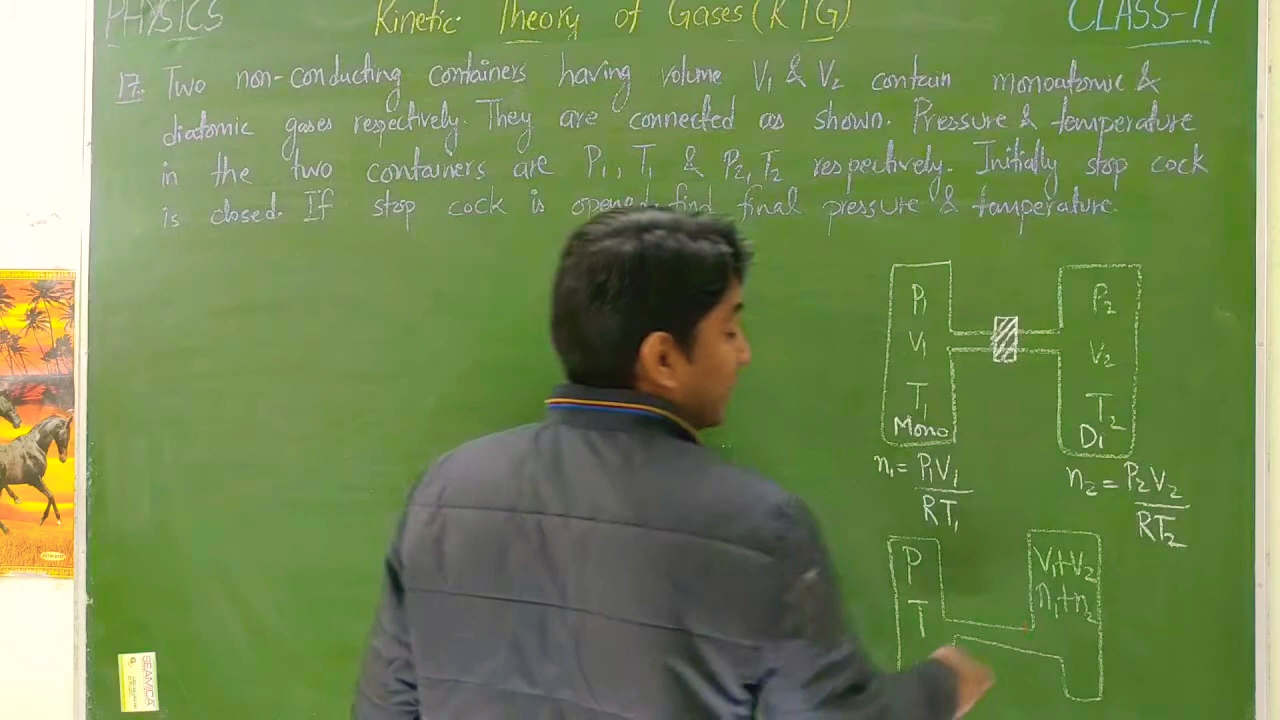 PHYSICS Kinetic Theory of Gases (KTG) CLASS-11
17. Two non-conducting containers having volume V₁ & V₂ contain monoatomic &
diatomic gases respectively. They are connected as shown. Pressure & temperature
in the two containers are P₁, T₁ & P₂, T₂ respectively. Initially stop cock
is closed. If stop cock is opened, find final pressure & temperature.
P₁ P₂
V₁ V₂
T₁ T₂
Mono Di
n₁ = P₁V₁/RT₁ n₂ = P₂V₂/RT₂
P V₁+V₂
T n₁+n₂
SEAMICA